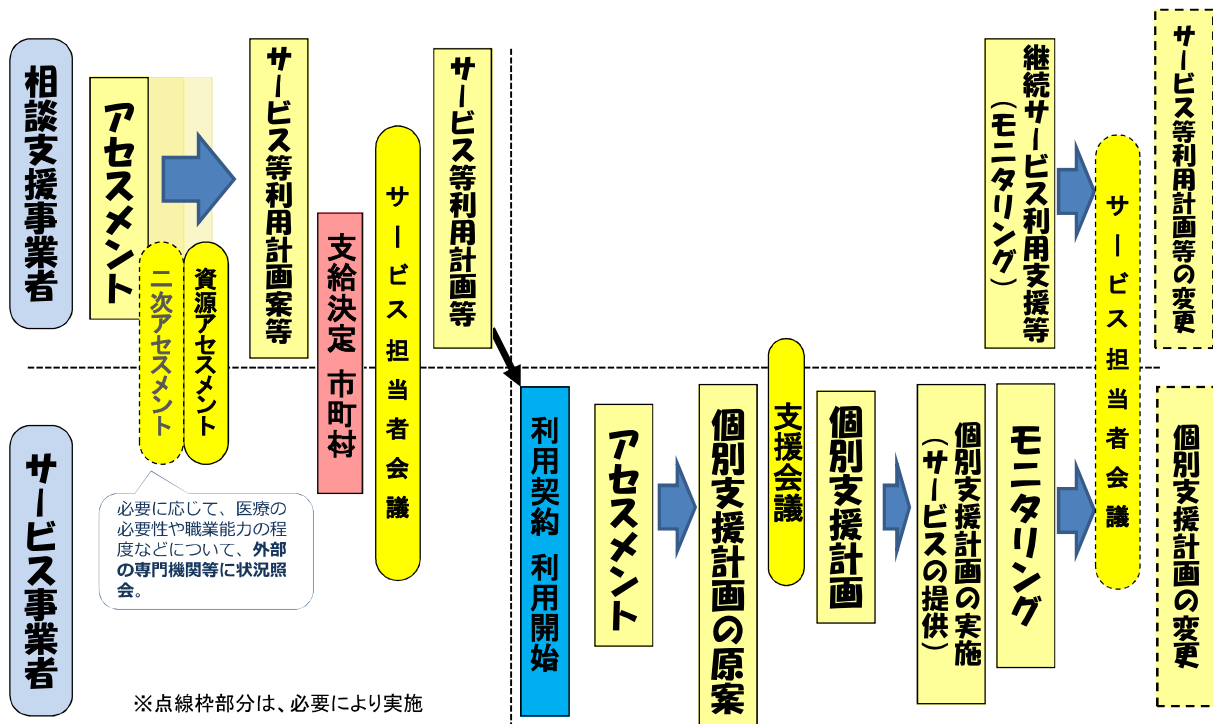 相談支援事業者
アセスメント
二次アセスメント
資源アセスメント
サービス等利用計画案等
支給決定 市町村
サービス担当者会議
サービス等利用計画等
継続サービス利用支援等
(モニタリング)
サービス担当者会議
サービス等利用計画等の変更
サービス事業者
必要に応じて、医療の
必要性や職業能力の程
度などについて、外部
の専門機関等に状況照
会。
利用契約 利用開始
アセスメント
個別支援計画の原案
支援会議
個別支援計画
個別支援計画の実施
(サービスの提供)
モニタリング
個別支援計画の変更
※点線枠部分は、必要により実施